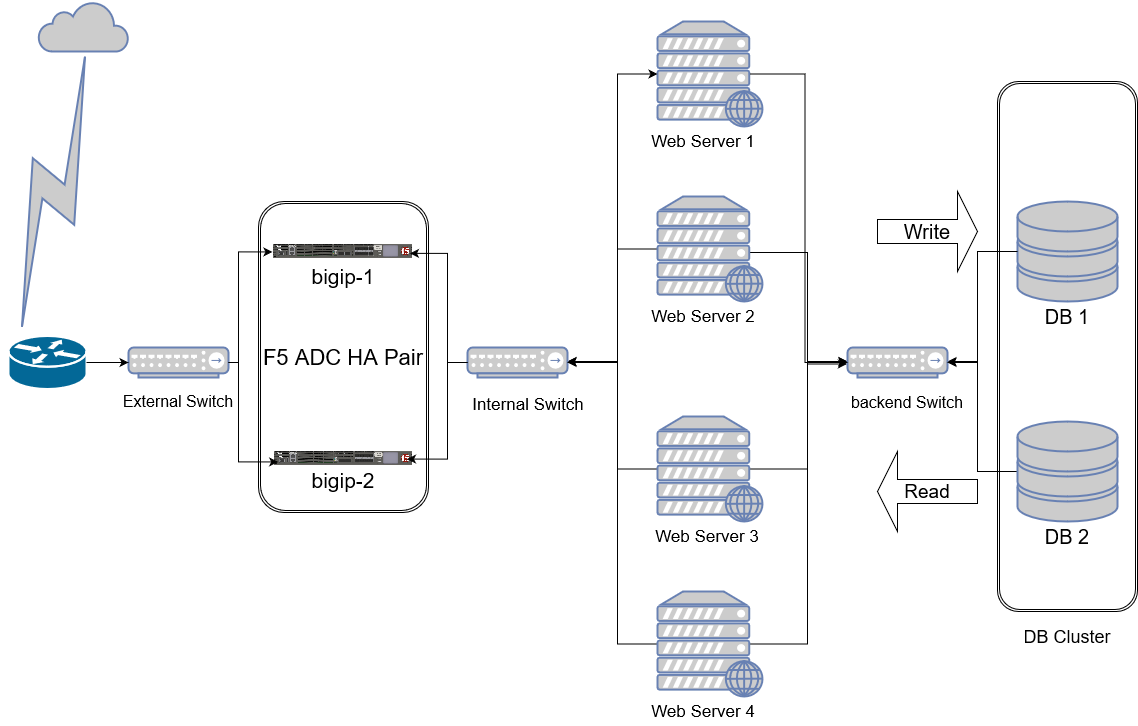 Web Server 1
Write
Web Server 2
bigip-1
DB 1
F5 ADC HA Pair
External Switch
Internal Switch
backend Switch
bigip-2
Read
Web Server 3
DB 2
DB Cluster
Web Server 4